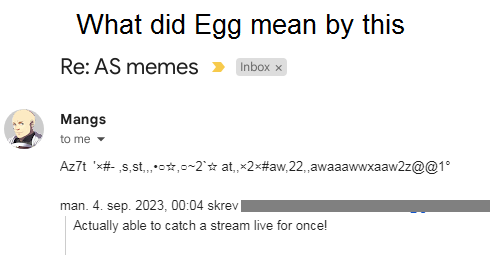 What did Egg mean by this
Re: AS memes
Inbox ×
Mangs
to me
Az7t '×#- ,s,st,,,•○☆,○~2`☆ at,,×2×#aw,22,,awaaawwxaaw2z@@1°
man. 4. sep. 2023, 00:04 skrev
Actually able to catch a stream live for once!